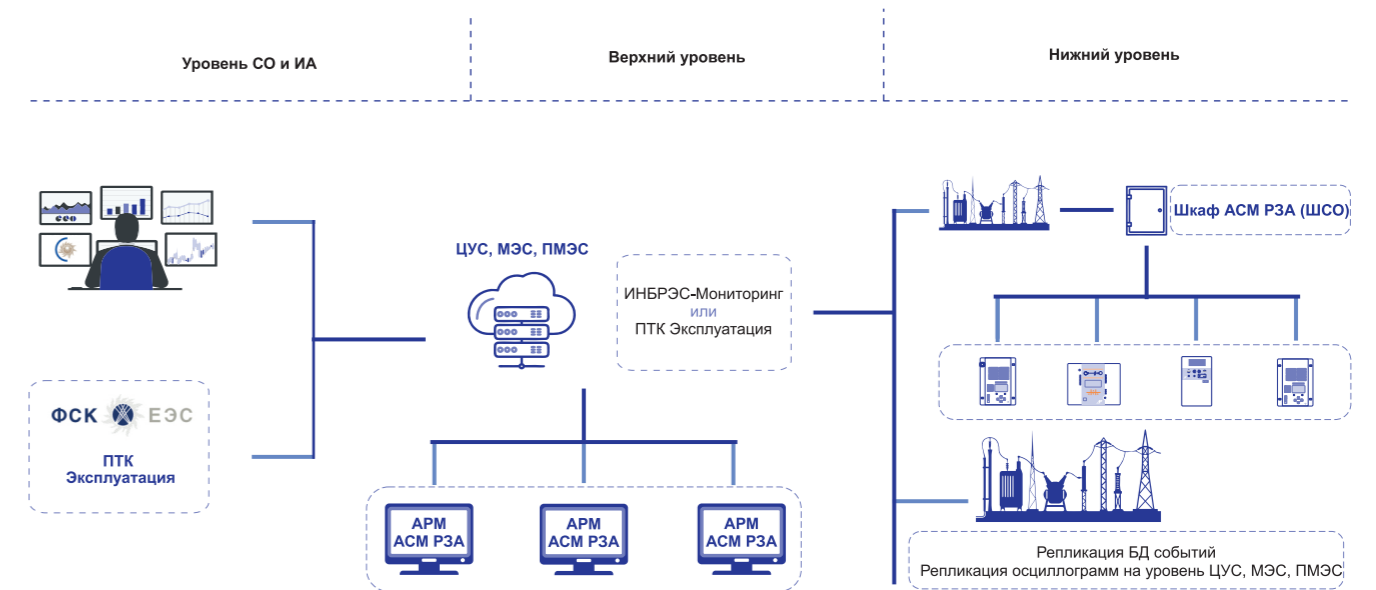 Уровень СО и ИА
Верхний уровень
Нижний уровень
ЦУС, МЭС, ПМЭС
ИНБРЭС-Мониторинг
или
ПТК Эксплуатация
Шкаф АСМ РЗА (ШСО)
ФСК ЕЭС
ПТК
Эксплуатация
АРМ
АСМ РЗА
АРМ
АСМ РЗА
АРМ
АСМ РЗА
Репликация БД событий
Репликация осциллограмм на уровень ЦУС, МЭС, ПМЭС